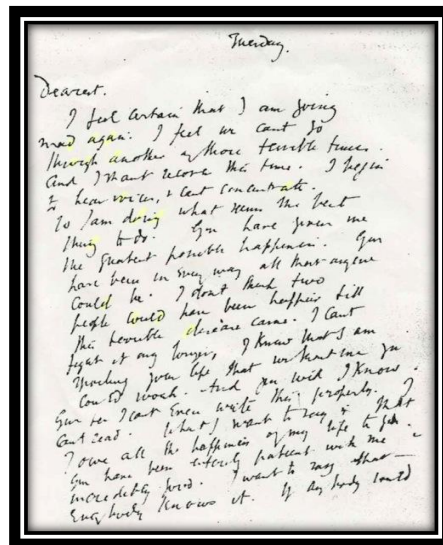 Tuesday.
Dearest.
I feel certain that I am going
mad again: I feel we cant go
through another of those terrible times.
And I shant recover this time. I begin
to hear voices, & cant concentrate.
So I am doing what seems the best
thing to do. You have given me
the greatest possible happiness. You
have been in every way all that anyone
could be. I dont think two
people could have been happier till
this terrible disease came. I cant
fight it any longer, I know that I am
spoiling your life, that without me you
could work. And you will I know.
You see I cant even write this properly. I
cant read. What I want to say is that
I owe all the happiness of my life to you.
You have been entirely patient with me &
incredibly good. I want to say that —
everybody knows it. If anybody could